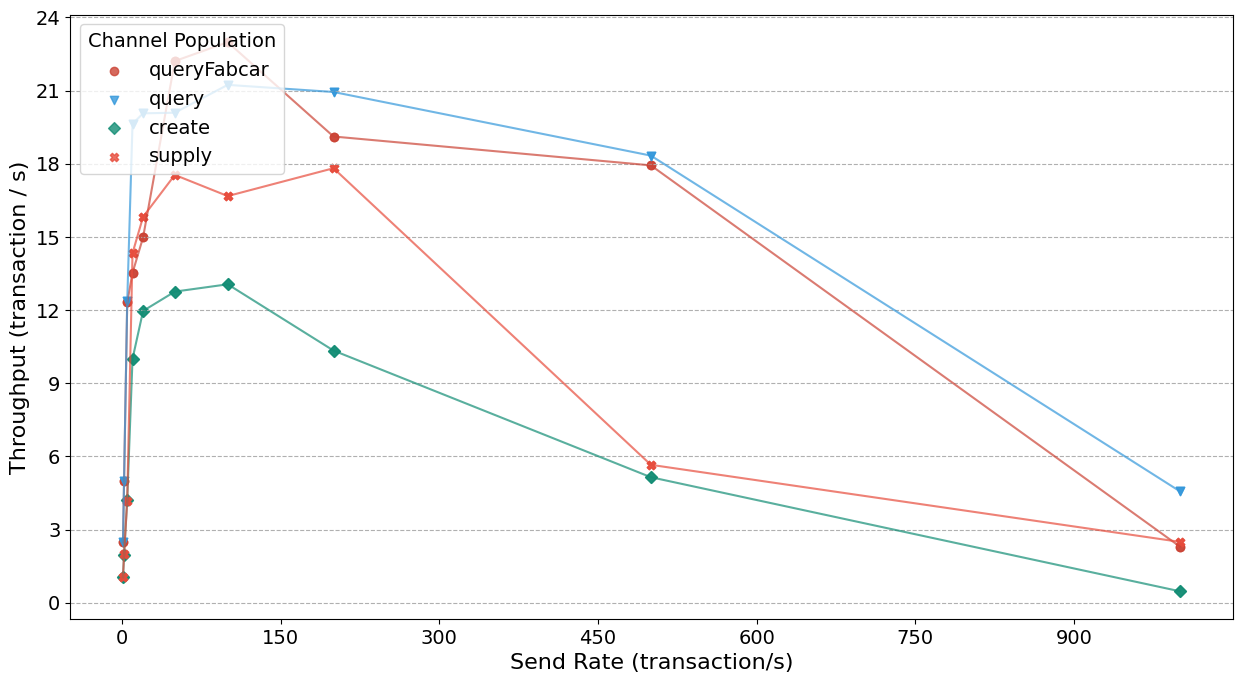 24
21
18
15
12
9
6
3
0
Throughput (transaction / s)
Channel Population
queryFabcar
query
create
supply
0 150 300 450 600 750 900
Send Rate (transaction/s)